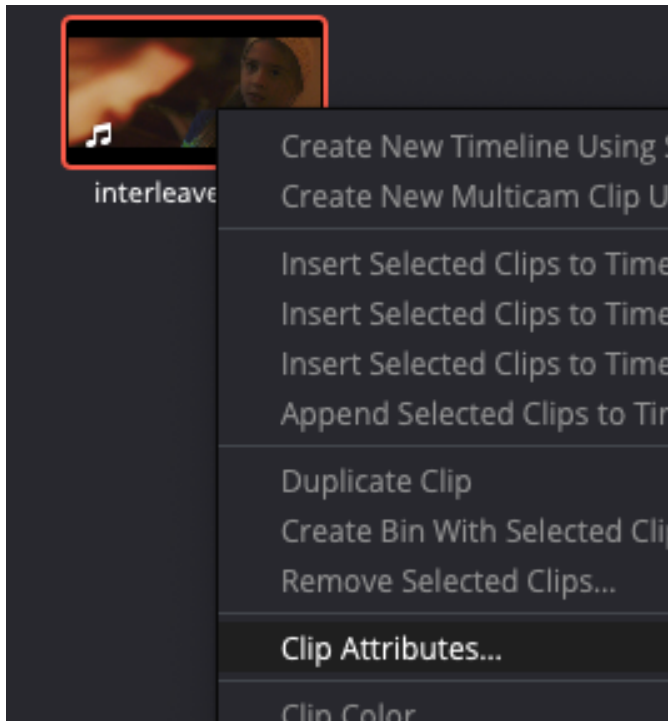 interleave
Create New Timeline Using
Create New Multicam Clip U
Insert Selected Clips to Time
Insert Selected Clips to Time
Insert Selected Clips to Time
Append Selected Clips to Tim
Duplicate Clip
Create Bin With Selected Clip
Remove Selected Clips...
Clip Attributes...
Clip Color